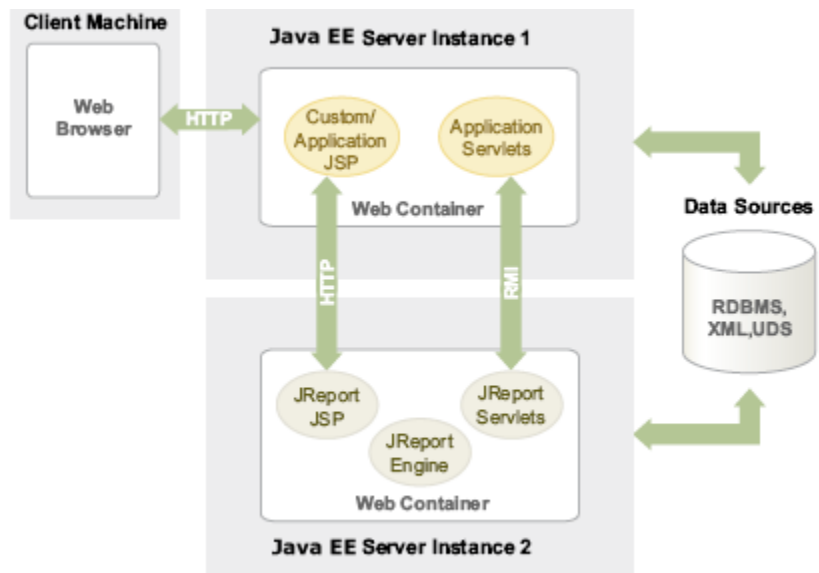 Client Machine
Web
Browser
HTTP
Java EE Server Instance 1
Custom/
Application
JSP
Application
Servlets
Web Container
HTTP
RMI
Data Sources
RDBMS,
XML,UDS
JReport
JSP
JReport
Servlets
JReport
Engine
Web Container
Java EE Server Instance 2